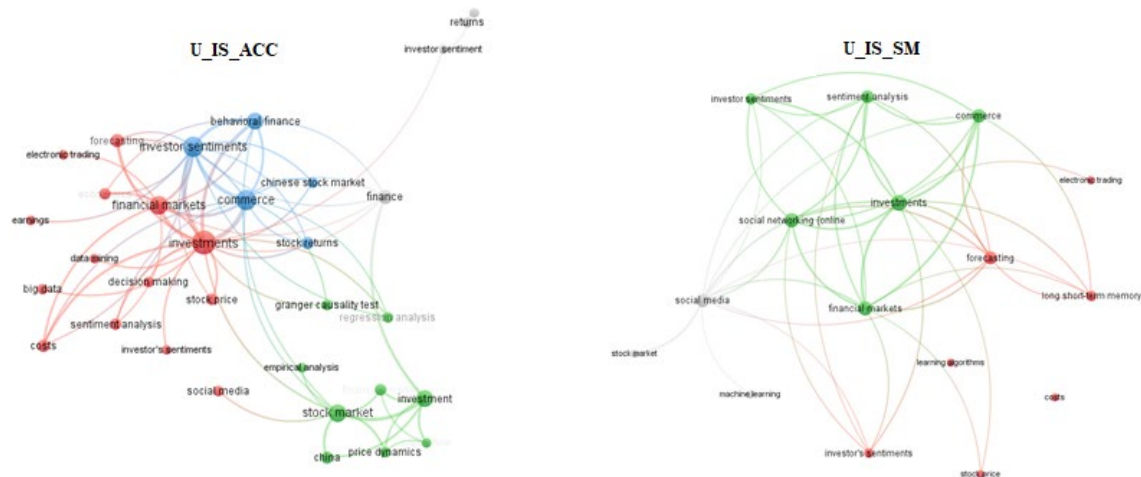 U_IS_ACC
returns
investor sentiment
behavioral finance
forecasting
investor sentiments
electronic trading
chinese stock market
finance
commerce
financial markets
earnings
investments
stock returns
data mining
decision making
big data
stock price
granger causality test
regression analysis
sentiment analysis
costs
investor's sentiments
empirical analysis
social media
investment
stock market
price dynamics
china
U_IS_SM
investor sentiments
sentiment analysis
commerce
electronic trading
investments
social networking (online
forecasting
long short-term memory
social media
financial markets
stock market
learning algorithms
machine learning
costs
investor's sentiments
stock price